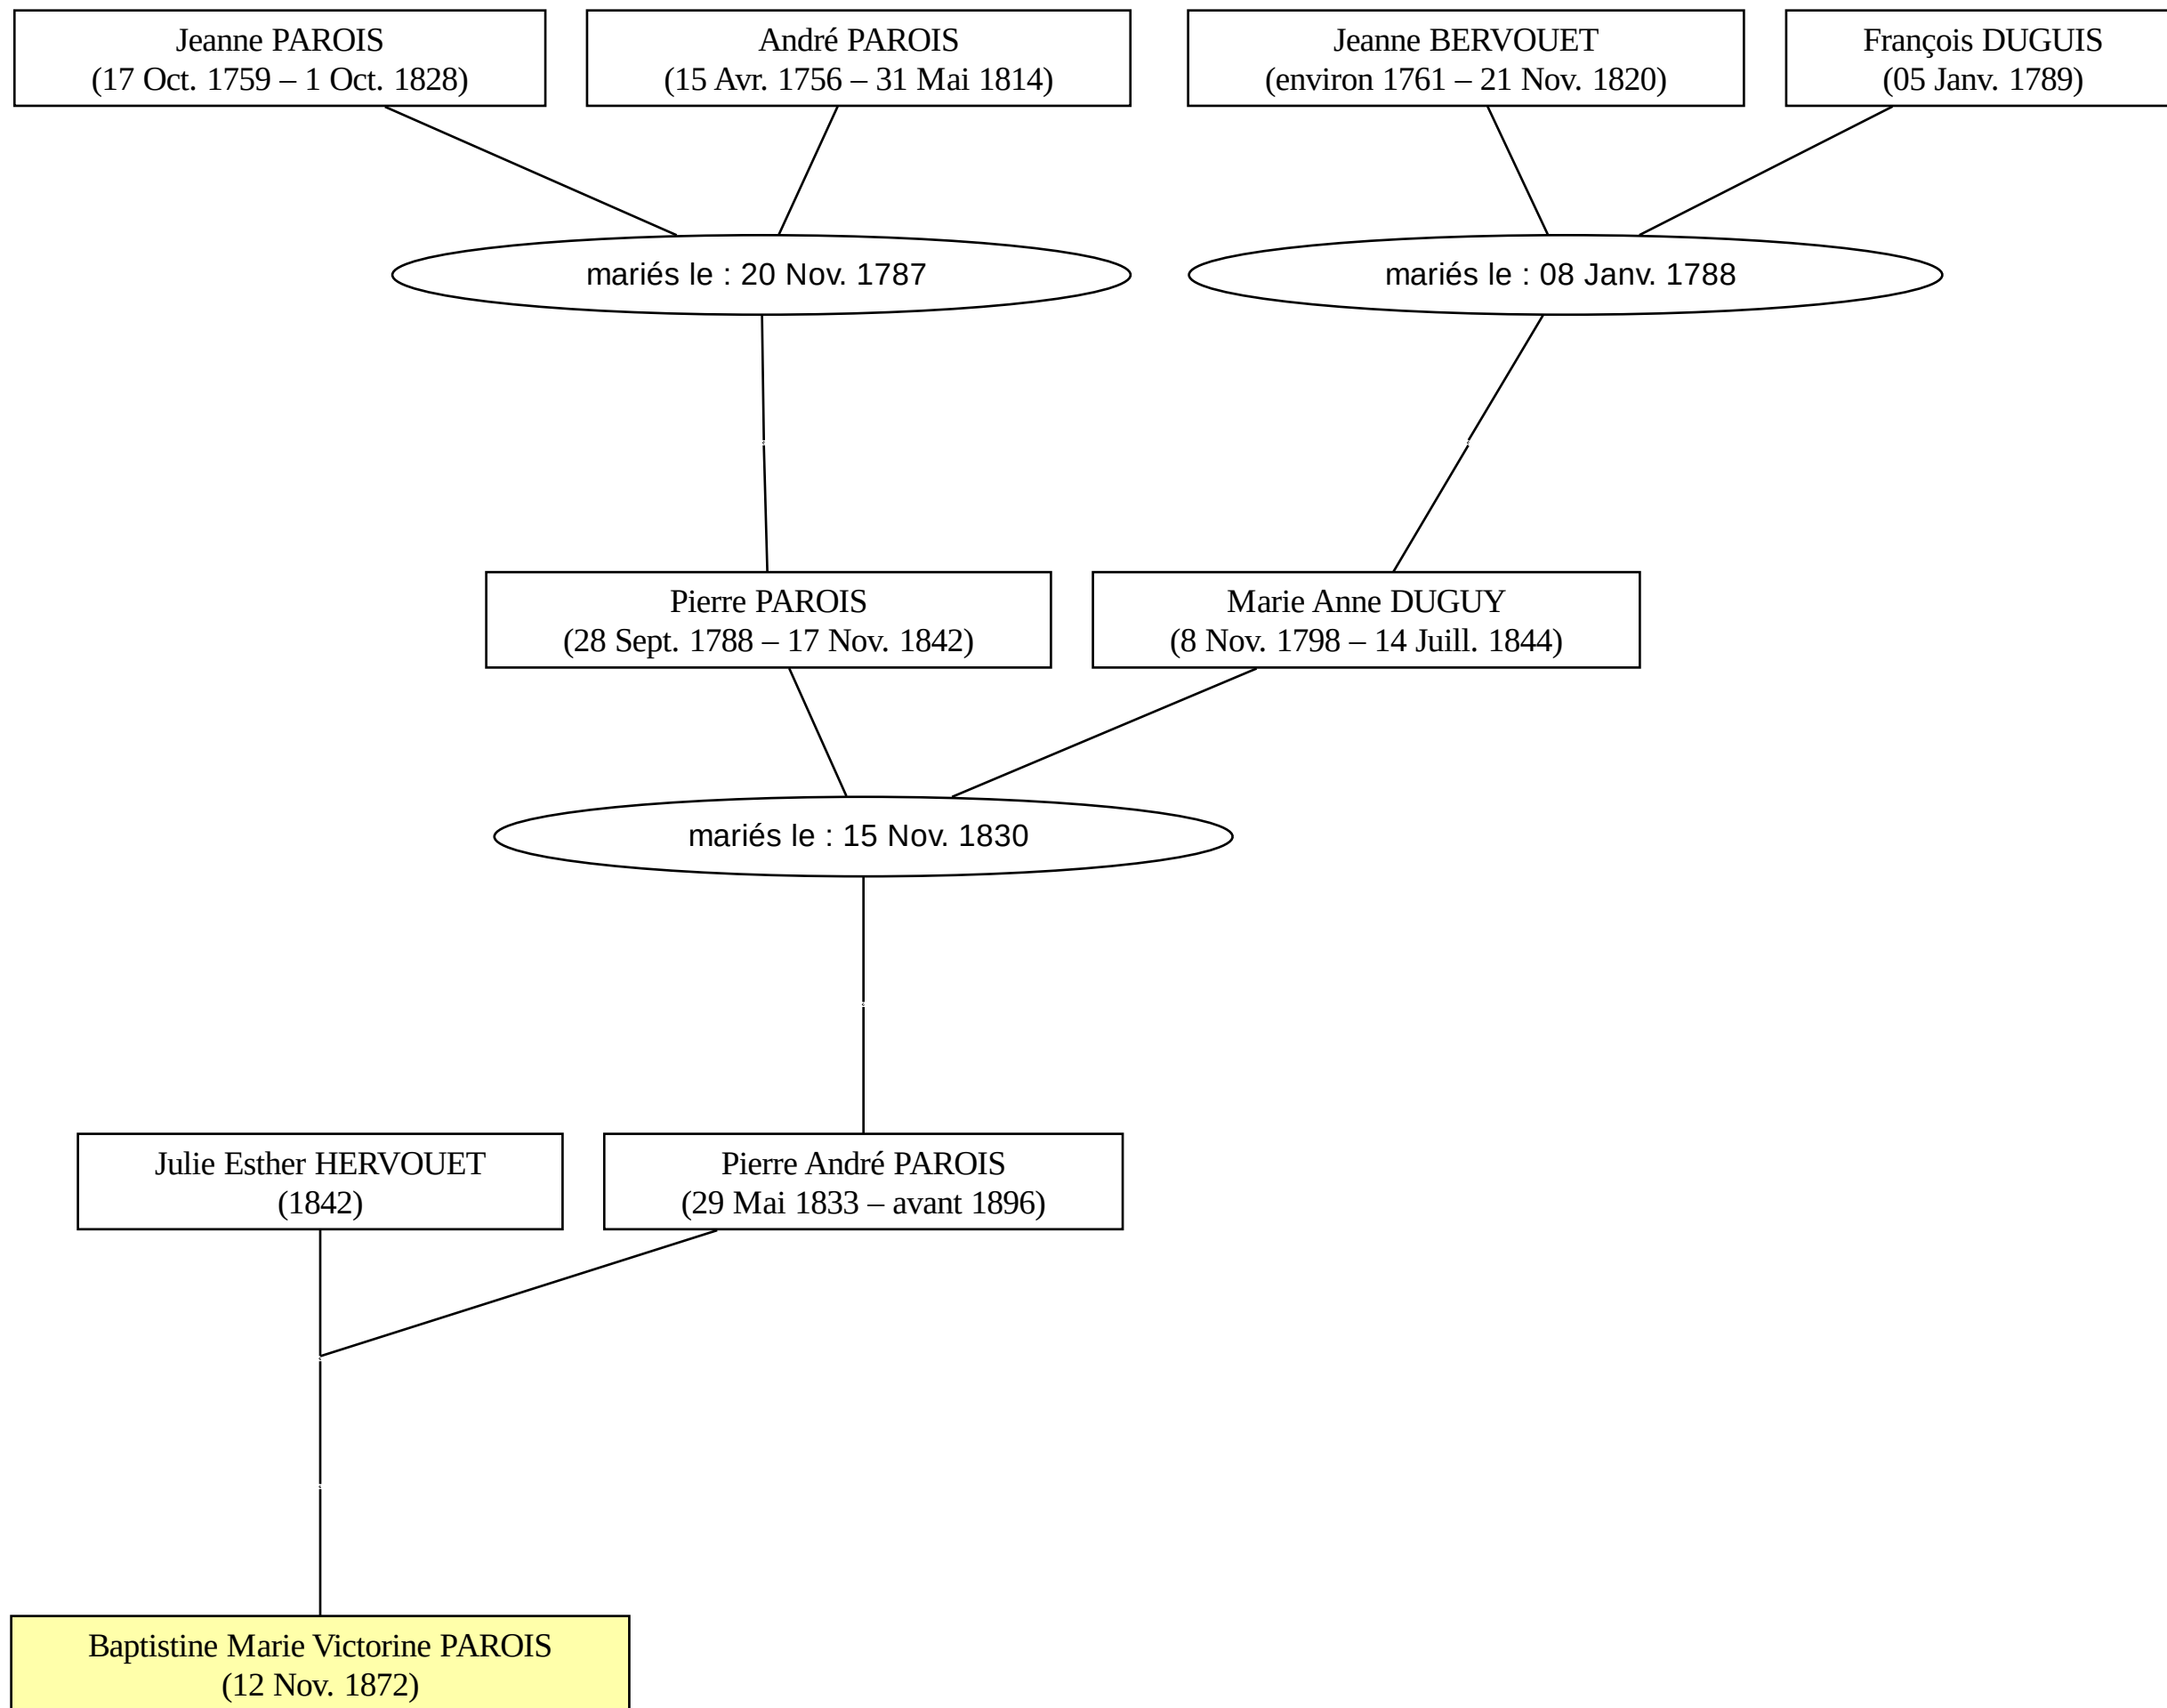 Jeanne PAROIS
(17 Oct. 1759 – 1 Oct. 1828)
André PAROIS
(15 Avr. 1756 – 31 Mai 1814)
Jeanne BERVOUET
(environ 1761 – 21 Nov. 1820)
François DUGUIS
(05 Janv. 1789)
mariés le : 20 Nov. 1787
mariés le : 08 Janv. 1788
Pierre PAROIS
(28 Sept. 1788 – 17 Nov. 1842)
Marie Anne DUGUY
(8 Nov. 1798 – 14 Juill. 1844)
mariés le : 15 Nov. 1830
Julie Esther HERVOUET
(1842)
Pierre André PAROIS
(29 Mai 1833 – avant 1896)
Baptistine Marie Victorine PAROIS
(12 Nov. 1872)